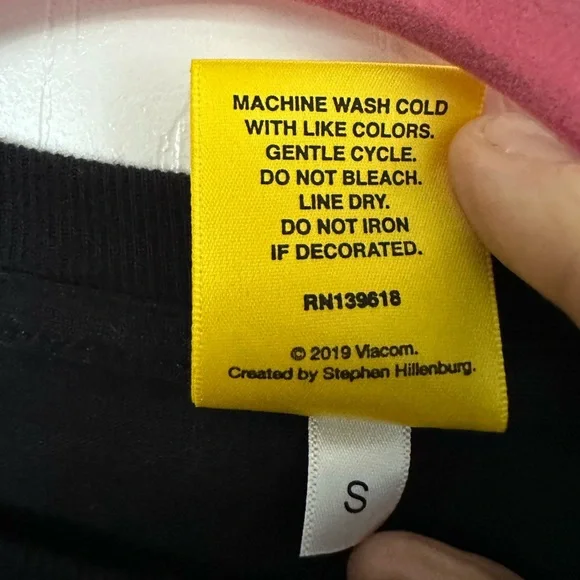 MACHINE WASH COLD
WITH LIKE COLORS.
GENTLE CYCLE.
DO NOT BLEACH.
LINE DRY.
DO NOT IRON
IF DECORATED.
RN139618
© 2019 Viacom.
Created by Stephen Hillenburg.
S